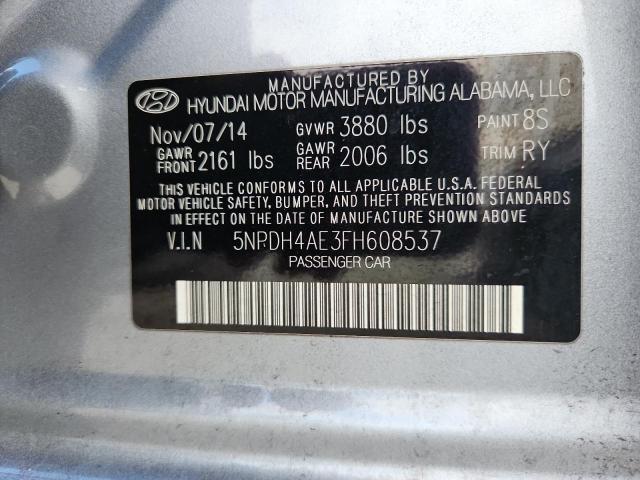 MANUFACTURED BY
HYUNDAI MOTOR MANUFACTURING ALABAMA, LLC
Nov/07/14 GVWR 3880 lbs PAINT 8S
GAWR FRONT 2161 lbs GAWR REAR 2006 lbs TRIM RY
THIS VEHICLE CONFORMS TO ALL APPLICABLE U.S.A. FEDERAL
MOTOR VEHICLE SAFETY, BUMPER, AND THEFT PREVENTION STANDARDS
IN EFFECT ON THE DATE OF MANUFACTURE SHOWN ABOVE
V.I.N 5NPDH4AE3FH608537
PASSENGER CAR